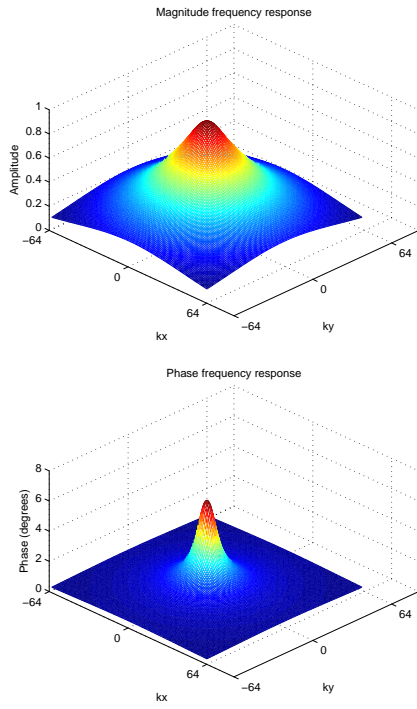 Magnitude frequency response
1
0.8
0.6
0.4
0.2
0
Amplitude
−64
0
64
kx
−64
0
64
ky
Phase frequency response
8
6
4
2
0
Phase (degrees)
−64
0
64
kx
−64
0
64
ky